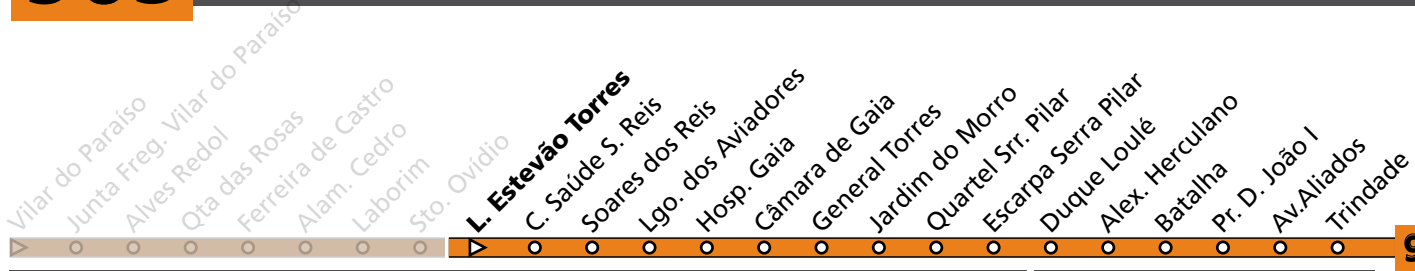 Vilar do Paraíso
Junta Freg. Vilar do Paraíso
Alves Redol
Qta das Rosas
Ferreira de Castro
Alam. Cedro
Laborim
Sto. Ovídio
L. Estevão Torres
C. Saúde S. Reis
Soares dos Reis
Lgo. dos Aviadores
Hosp. Gaia
Câmara de Gaia
General Torres
Jardim do Morro
Quartel Srr. Pilar
Escarpa Serra Pilar
Duque Loulé
Alex. Herculano
Batalha
Pr. D. João I
Av.Aliados
Trindade